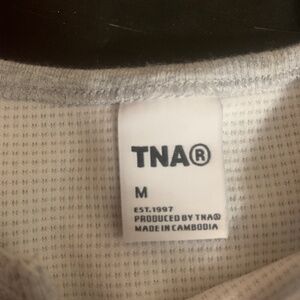 TNA®
M
EST.1997
PRODUCED BY TNA®
MADE IN CAMBODIA